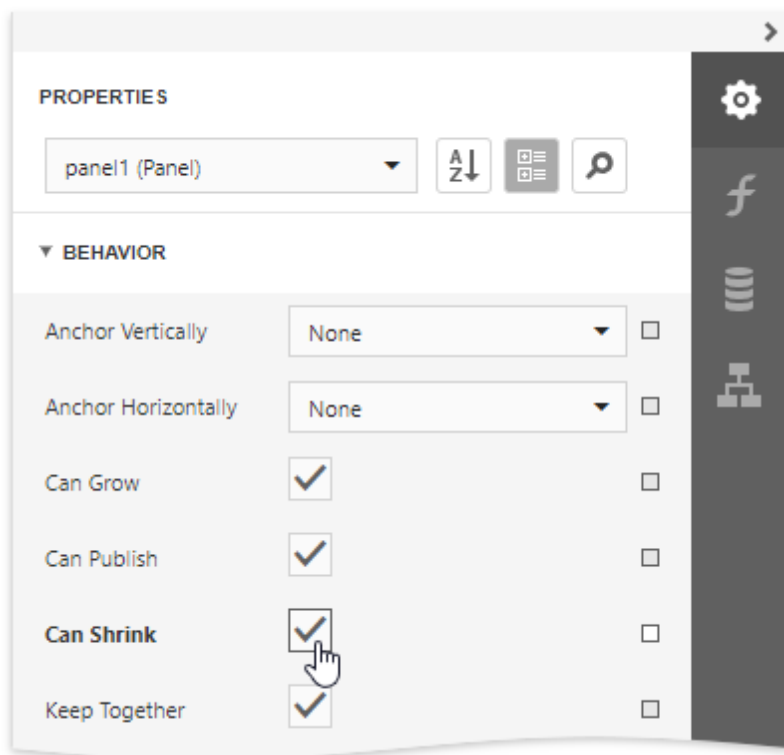 PROPERTIES
panel1 (Panel)
BEHAVIOR
Anchor Vertically None
Anchor Horizontally None
Can Grow
Can Publish
Can Shrink
Keep Together